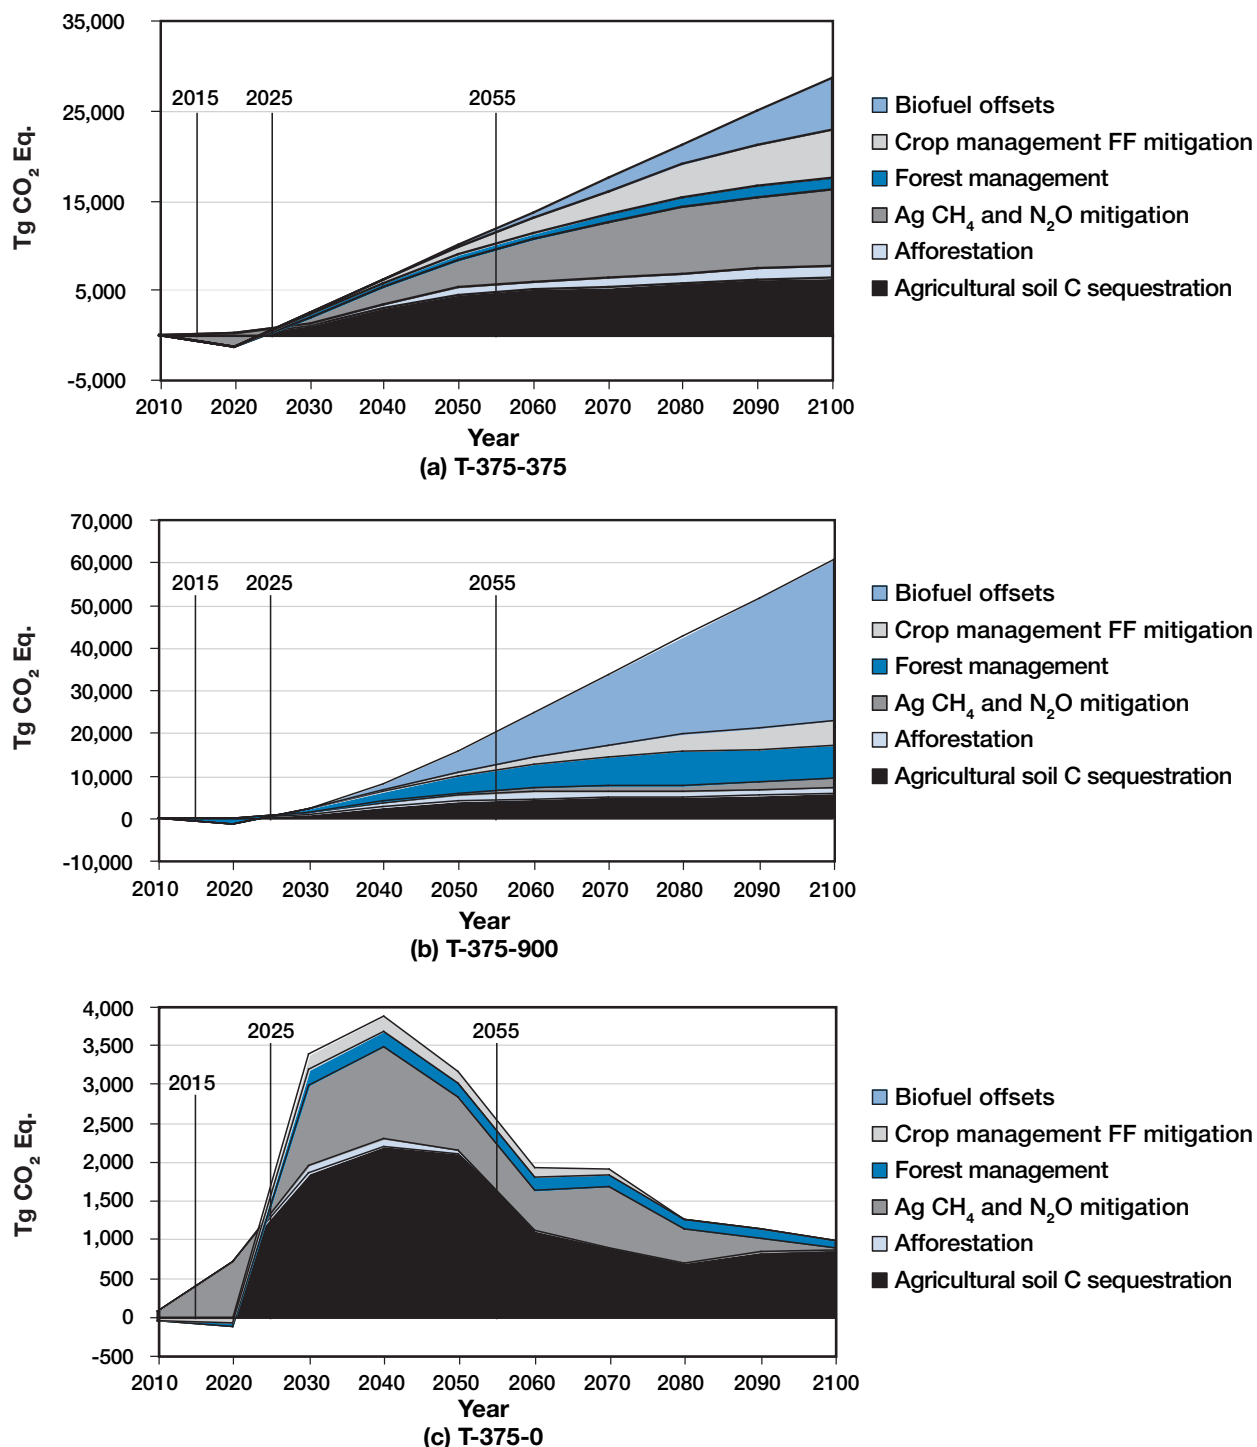 35,000
25,000
15,000
5,000
-5,000
Tg CO₂ Eq.
2015
2025
2055
2010 2020 2030 2040 2050 2060 2070 2080 2090 2100
Year
(a) T-375-375
Biofuel offsets
Crop management FF mitigation
Forest management
Ag CH₄ and N₂O mitigation
Afforestation
Agricultural soil C sequestration
70,000
60,000
50,000
40,000
30,000
20,000
10,000
0
-10,000
Tg CO₂ Eq.
2015
2025
2055
2010 2020 2030 2040 2050 2060 2070 2080 2090 2100
Year
(b) T-375-900
Biofuel offsets
Crop management FF mitigation
Forest management
Ag CH₄ and N₂O mitigation
Afforestation
Agricultural soil C sequestration
4,000
3,500
3,000
2,500
2,000
1,500
1,000
500
0
-500
Tg CO₂ Eq.
2015
2025
2055
2010 2020 2030 2040 2050 2060 2070 2080 2090 2100
Year
(c) T-375-0
Biofuel offsets
Crop management FF mitigation
Forest management
Ag CH₄ and N₂O mitigation
Afforestation
Agricultural soil C sequestration